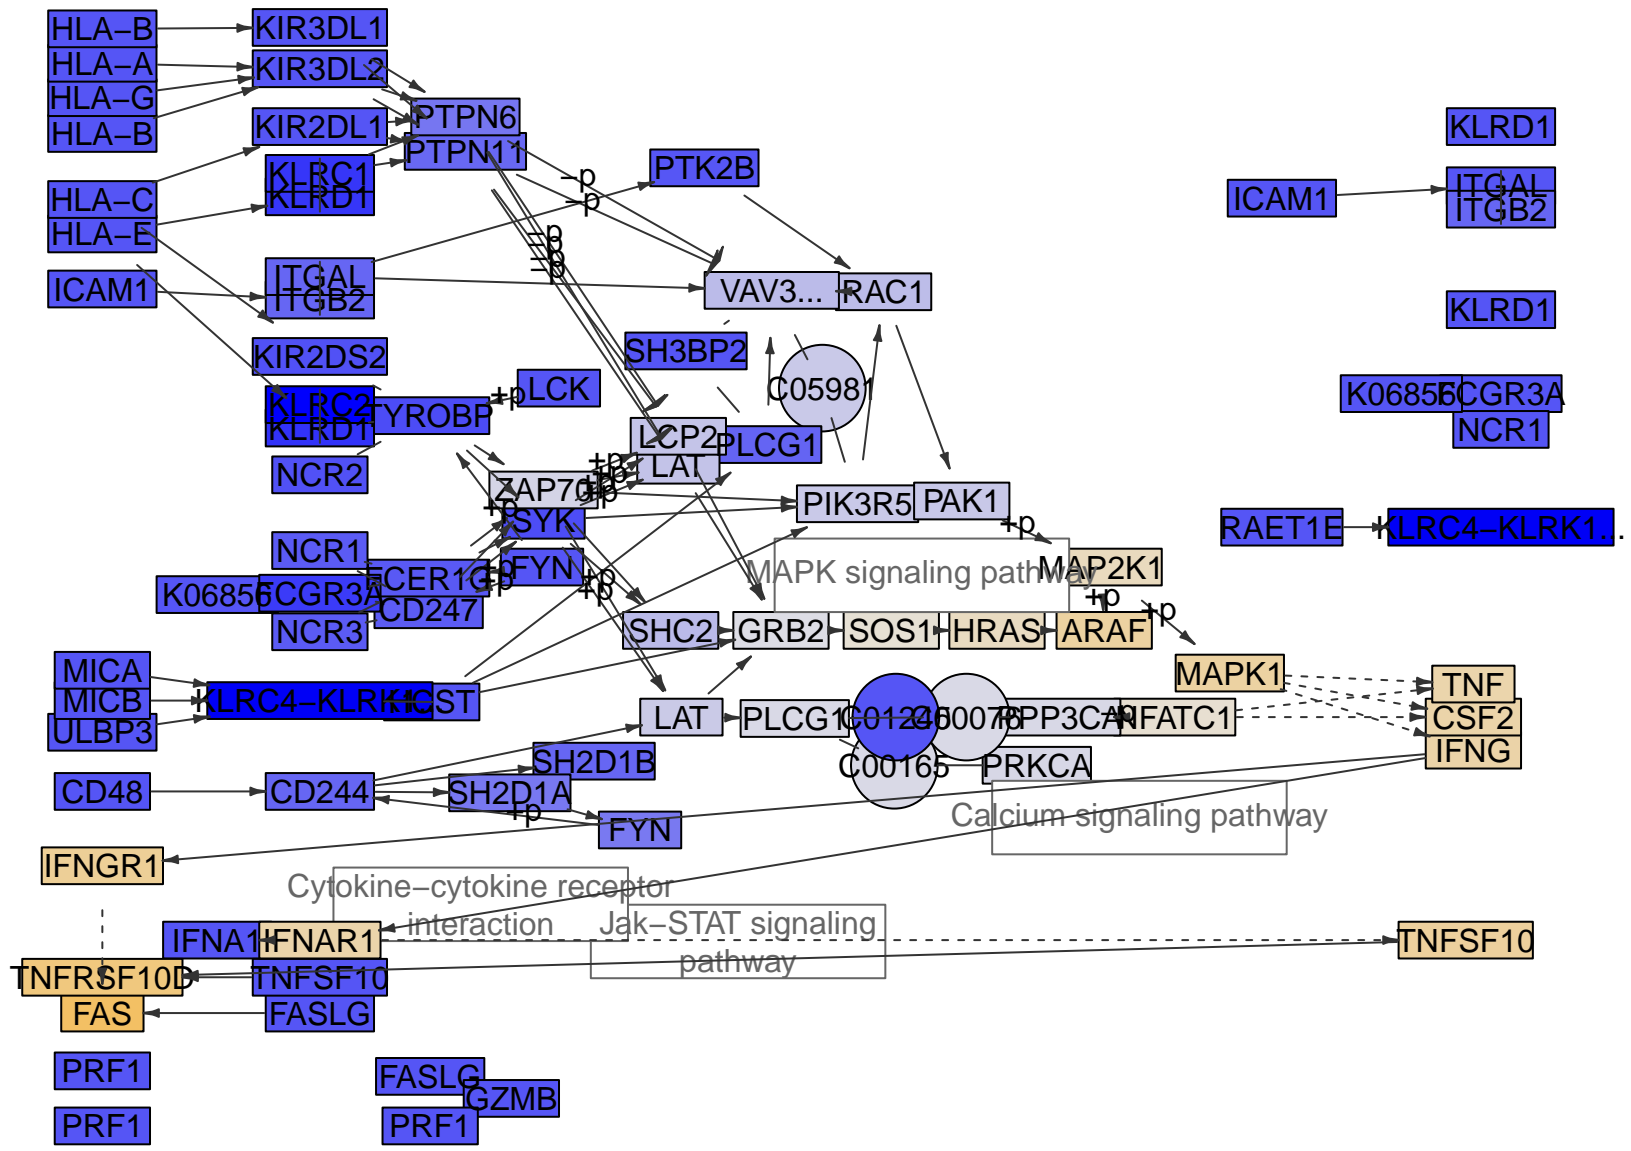 HLA−B
KIR3DL1
HLA−A
KIR3DL2
HLA−G
HLA−B
PTPN6
KIR2DL1
KLRD1
PTPN11
PTK2B
KLRC1
−p
ITGAL
KLRD1
HLA−C
ICAM1
−p
ITGB2
HLA−E
−p
−p
−p
−p
ITGAL
ICAM1
ITGB2
VAV3...
RAC1
KLRD1
KIR2DS2
SH3BP2
LCK
C05981
+p
K06856
FCGR3A
KLRC2
TYROBP
KLRD1
LCP2
PLCG1
NCR1
NCR2
+p
LAT
+p
+p
+p
ZAP70
+p
SYK
PIK3R5
PAK1
+p
RAET1E
KLRC4−KLRK1...
NCR1
FYN
+p
+p
+p
+p
MAPK signaling pathway
MAP2K1
FCER1G
K06856
FCGR3A
CD247
+p
+p
NCR3
SHC2
GRB2
SOS1
HRAS
ARAF
MICA
MAPK1
TNF
MICB
HCST
ULBP3
LAT
PLCG1
C00076
PPP3CA
NFATC1
CSF2
IFNG
C00165
PRKCA
SH2D1B
CD48
CD244
SH2D1A
+p
FYN
Calcium signaling pathway
IFNGR1
Cytokine−cytokine receptor
interaction
Jak−STAT signaling
pathway
IFNA1
IFNAR1
TNFSF10
TNFRSF10D
TNFSF10
FAS
FASLG
PRF1
FASLG
GZMB
PRF1
PRF1